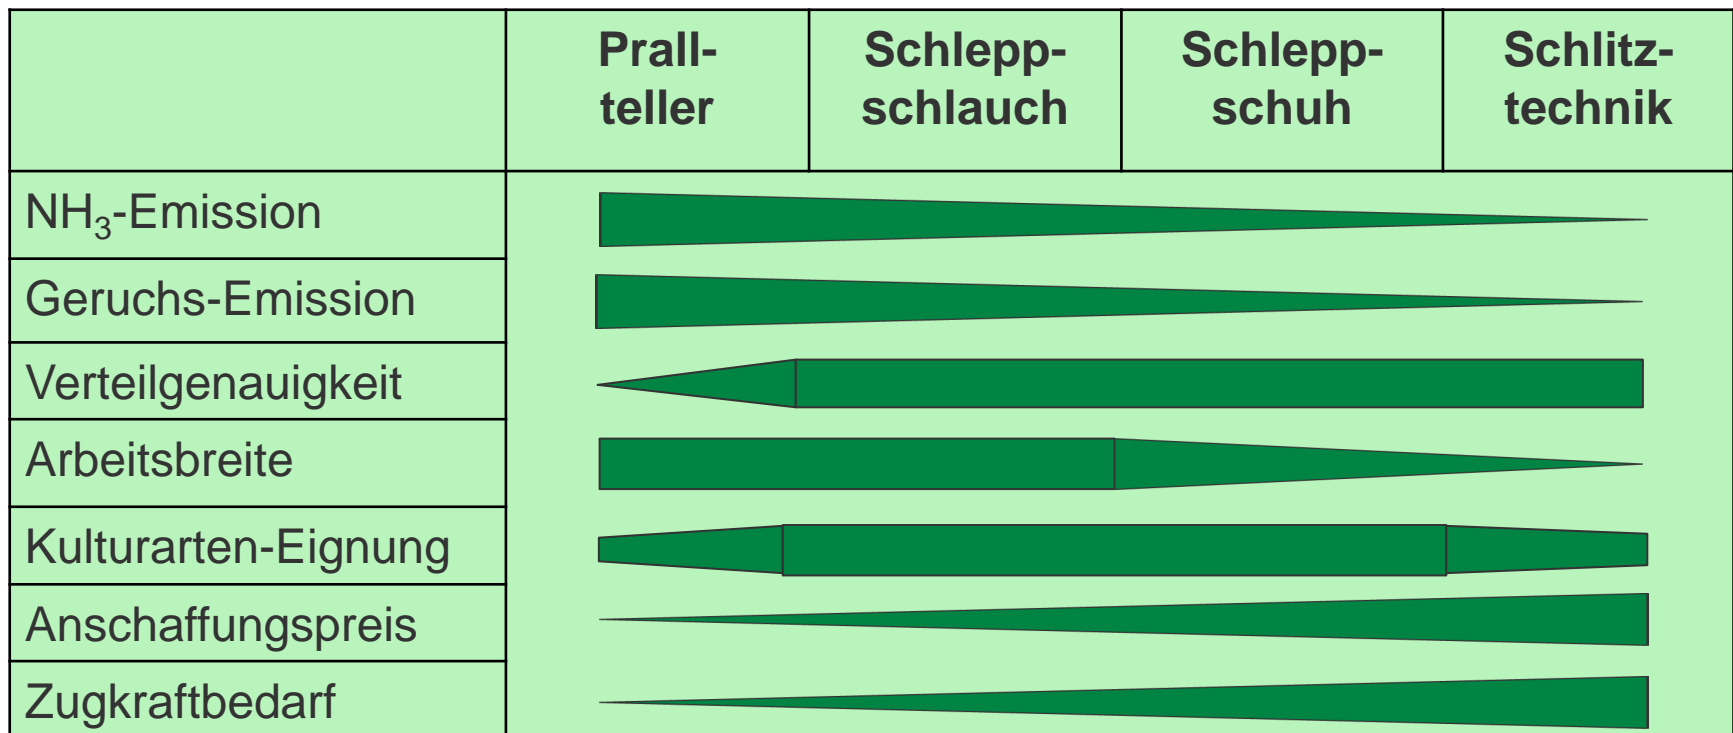 Prall- Schlepp- Schlepp- Schlitz-
teller schlauch schuh technik
NH₃-Emission
Geruchs-Emission
Verteilgenauigkeit
Arbeitsbreite
Kulturarten-Eignung
Anschaffungspreis
Zugkraftbedarf